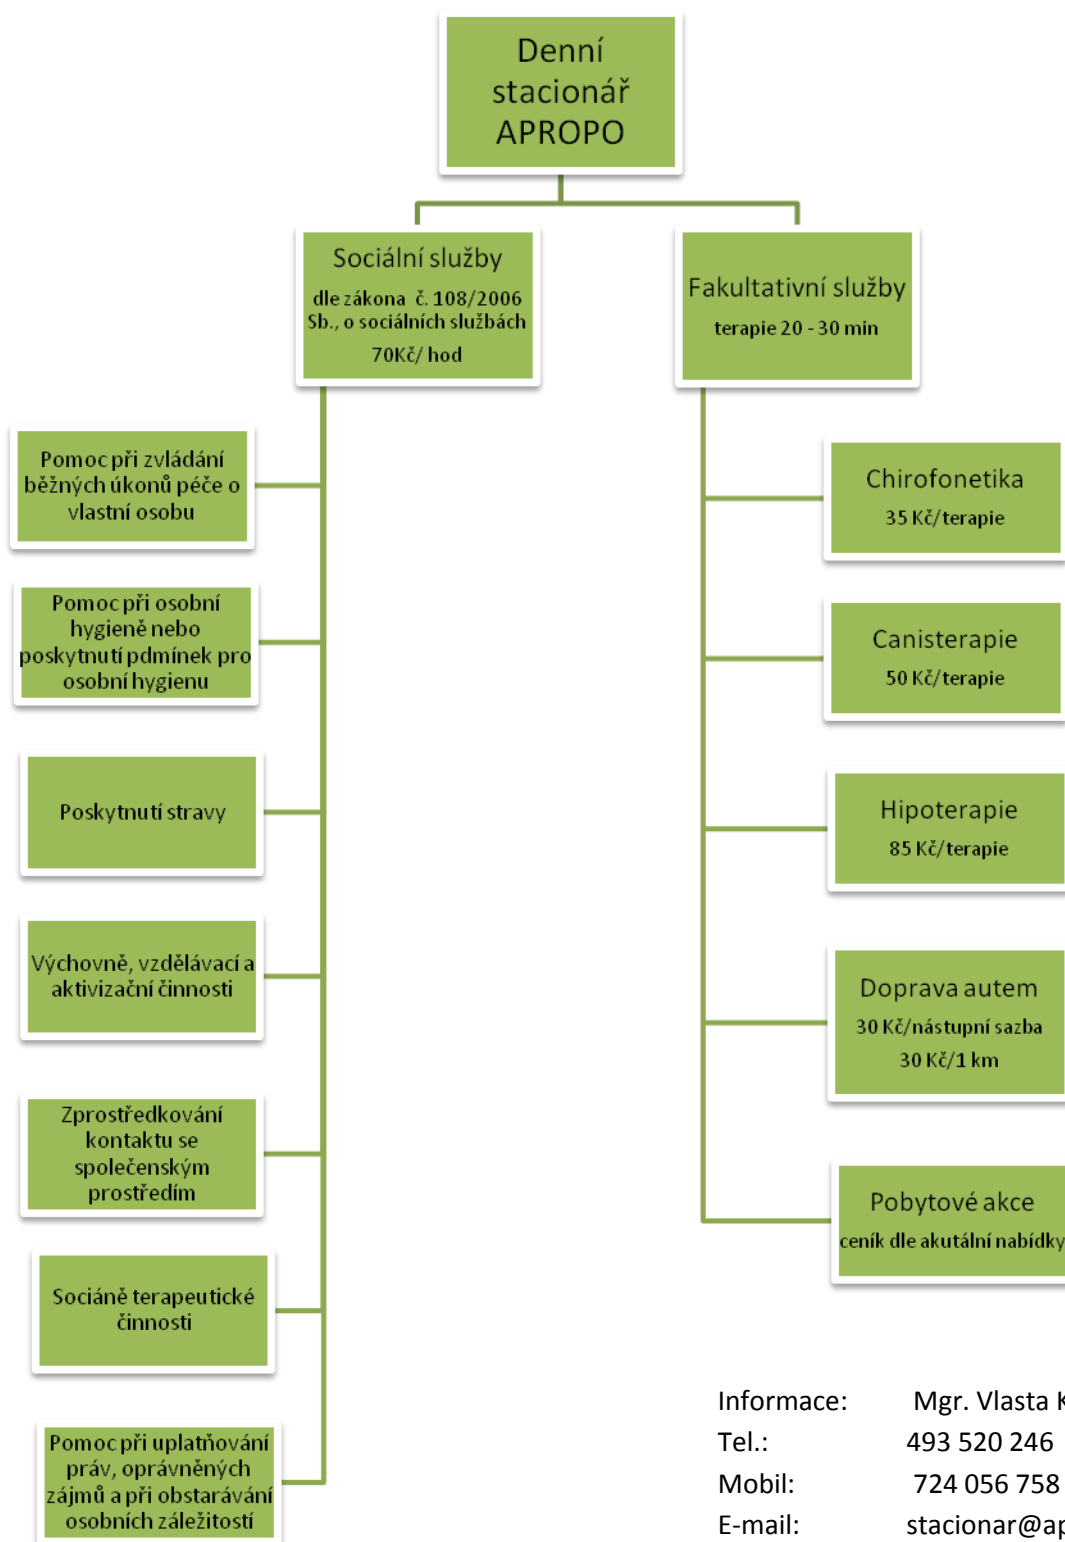 Denní
stacionář
APROPO
Sociální služby
dle zákona č. 108/2006
Sb., o sociálních službách
70Kč/ hod
Fakultativní služby
terapie 20 - 30 min
Pomoc při zvládání
běžných úkonů péče o
vlastní osobu
Pomoc při osobní
hygieně nebo
poskytnutí pdmínek pro
osobní hygienu
Poskytnutí stravy
Výchovně, vzdělávací a
aktivizační činnosti
Zprostředkování
kontaktu se
společenským
prostředím
Sociáně terapeutické
činnosti
Pomoc při uplatňování
práv, oprávněných
zájmů a při obstarávání
osobních záležitostí
Chirofonetika
35 Kč/terapie
Canisterapie
50 Kč/terapie
Hipoterapie
85 Kč/terapie
Doprava autem
30 Kč/nástupní sazba
30 Kč/1 km
Pobytové akce
ceník dle akutální nabídky
Informace: Mgr. Vlasta
Tel.: 493 520 246
Mobil: 724 056 758
E-mail: stacionar@ap